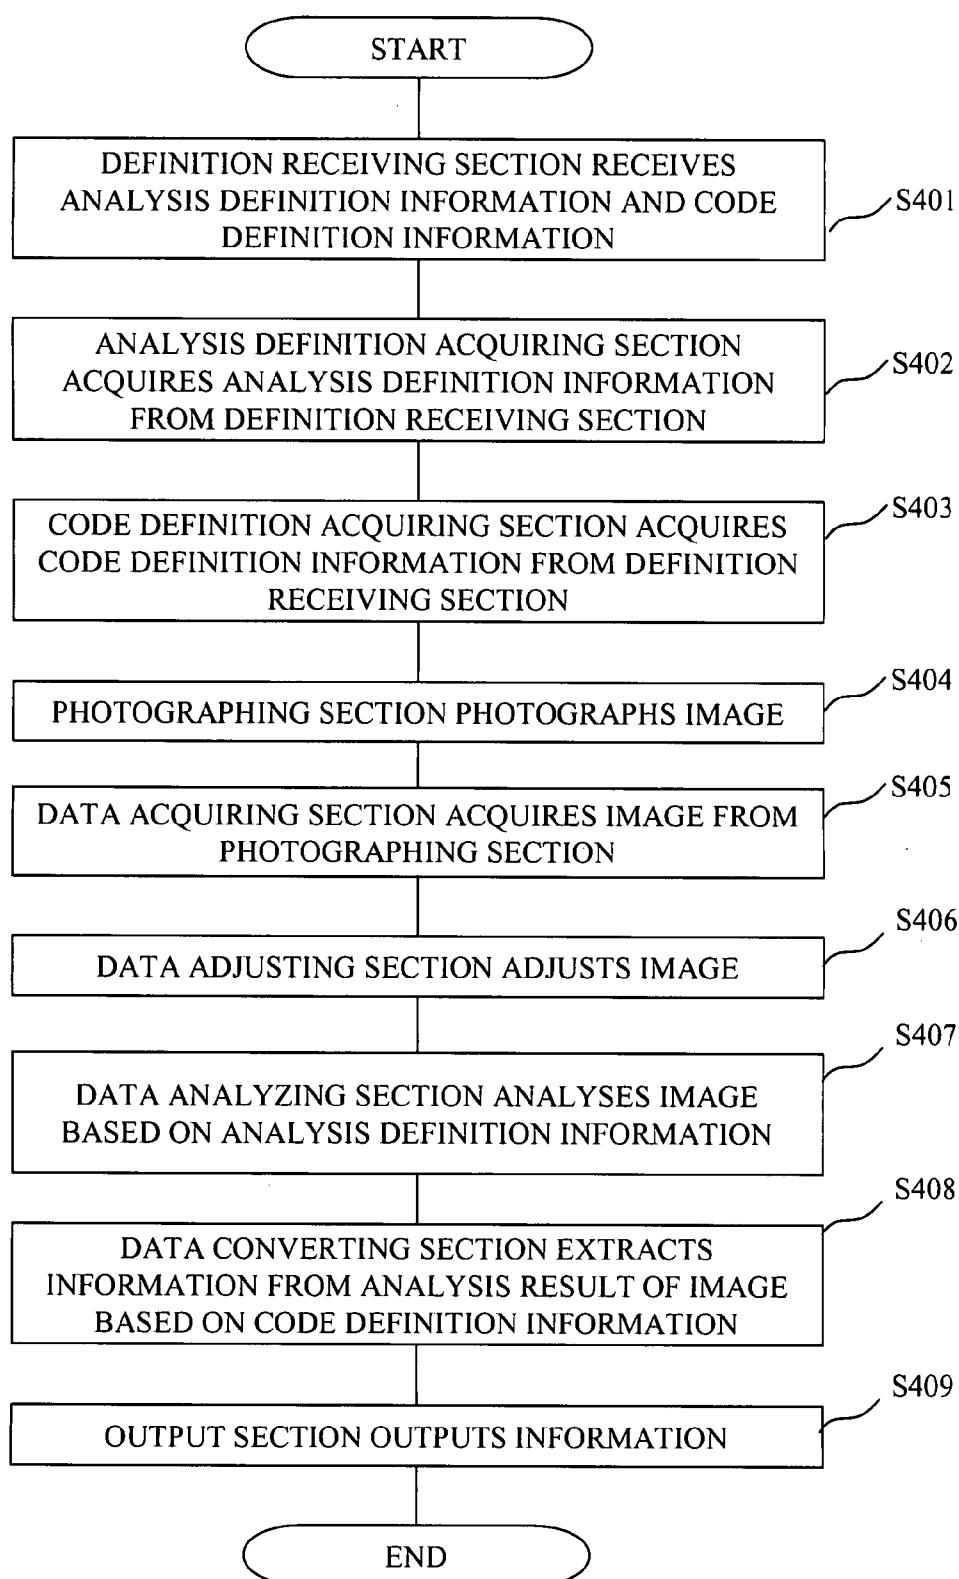 START
DEFINITION RECEIVING SECTION RECEIVES
ANALYSIS DEFINITION INFORMATION AND CODE
DEFINITION INFORMATION
S401
ANALYSIS DEFINITION ACQUIRING SECTION
ACQUIRES ANALYSIS DEFINITION INFORMATION
FROM DEFINITION RECEIVING SECTION
S402
CODE DEFINITION ACQUIRING SECTION ACQUIRES
CODE DEFINITION INFORMATION FROM DEFINITION
RECEIVING SECTION
S403
PHOTOGRAPHING SECTION PHOTOGRAPHS IMAGE
S404
DATA ACQUIRING SECTION ACQUIRES IMAGE FROM
PHOTOGRAPHING SECTION
S405
DATA ADJUSTING SECTION ADJUSTS IMAGE
S406
DATA ANALYZING SECTION ANALYSES IMAGE
BASED ON ANALYSIS DEFINITION INFORMATION
S407
DATA CONVERTING SECTION EXTRACTS
INFORMATION FROM ANALYSIS RESULT OF IMAGE
BASED ON CODE DEFINITION INFORMATION
S408
OUTPUT SECTION OUTPUTS INFORMATION
S409
END